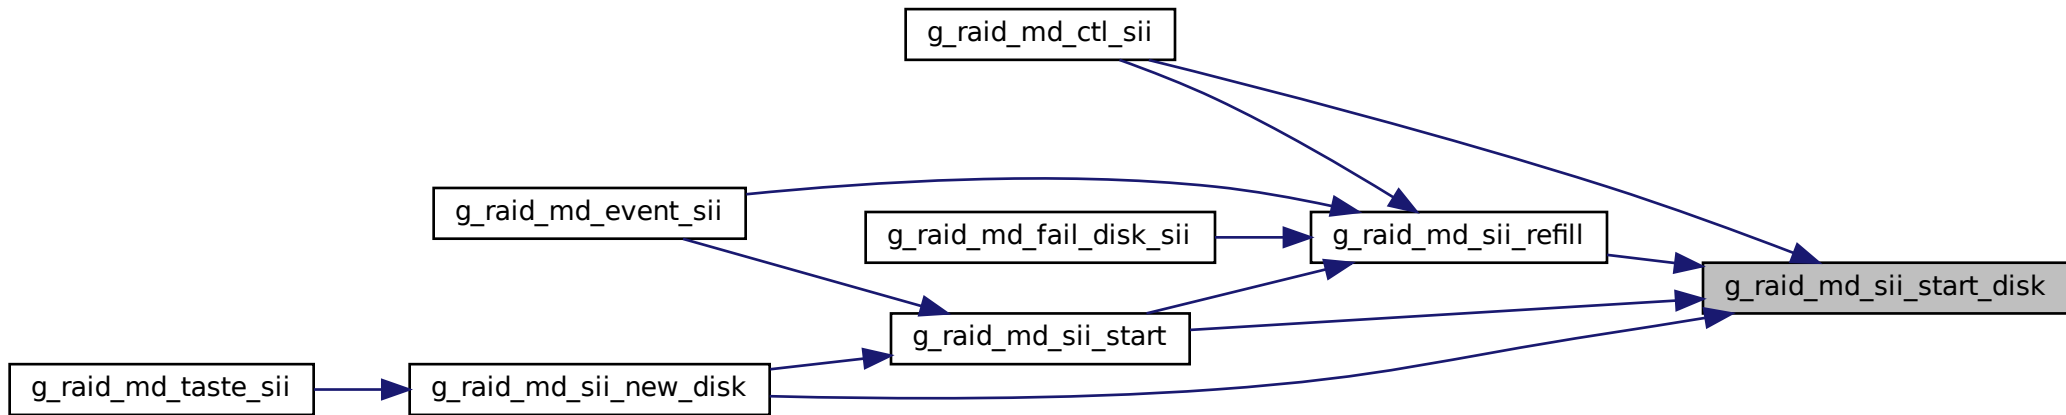 g_raid_md_ctl_sii
g_raid_md_event_sii
g_raid_md_fail_disk_sii
g_raid_md_sii_refill
g_raid_md_sii_start_disk
g_raid_md_sii_start
g_raid_md_taste_sii
g_raid_md_sii_new_disk